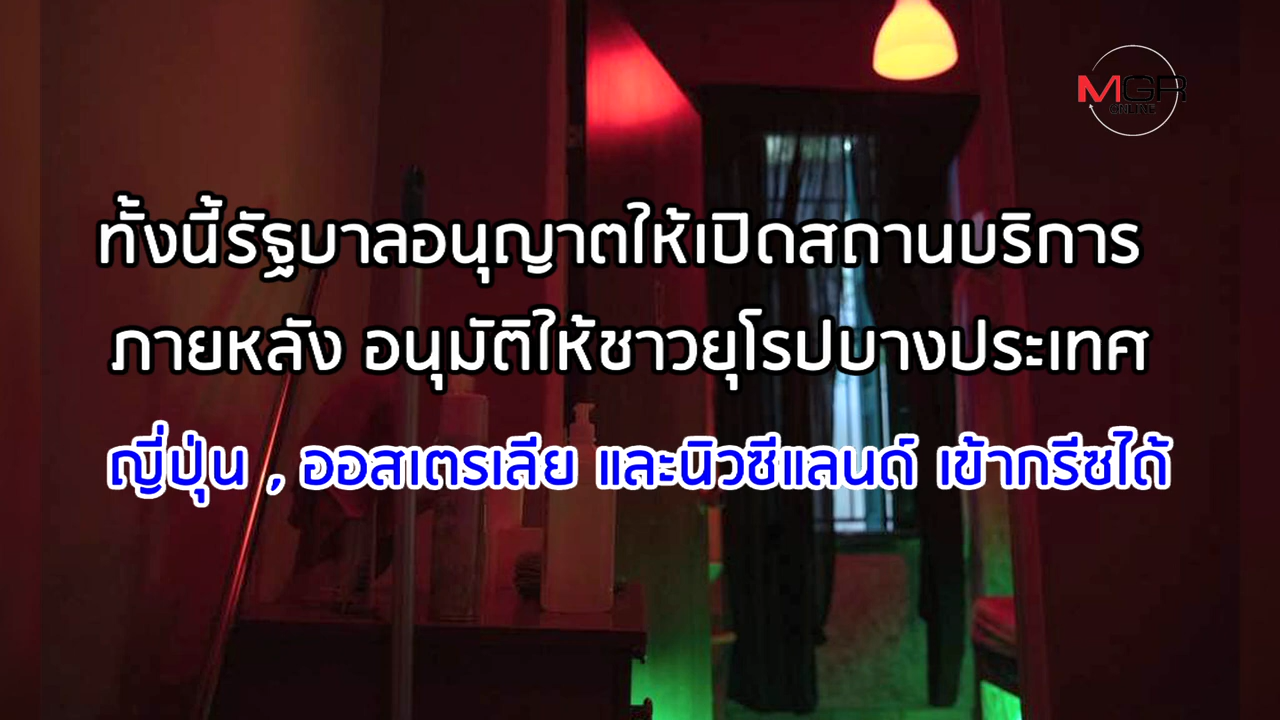 MGR
ONLINE
ทั้งนี้รัฐบาลอนุญาตให้เปิดสถานบริการ
ภายหลัง อนุมัติให้ชาวยุโรปบางประเทศ
ญี่ปุ่น , ออสเตรเลีย และนิวซีแลนด์ เข้ากรีซได้